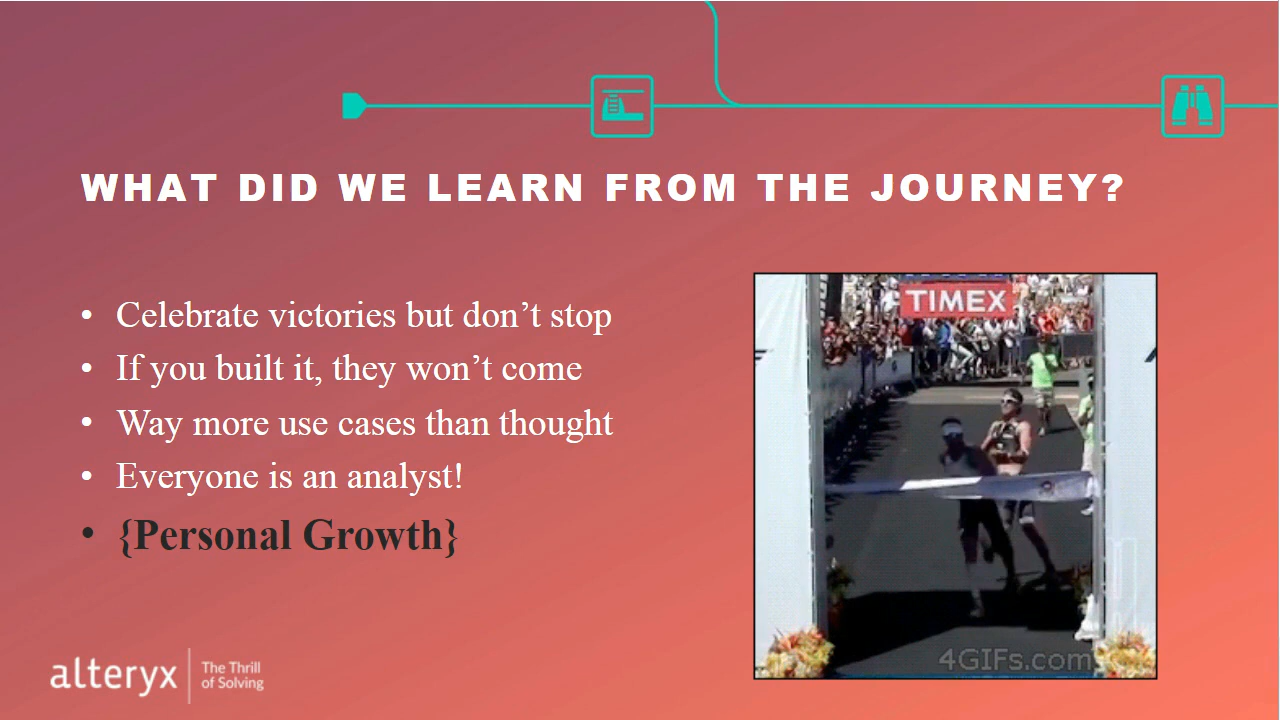 WHAT DID WE LEARN FROM THE JOURNEY?
• Celebrate victories but don’t stop
• If you built it, they won’t come
• Way more use cases than thought
• Everyone is an analyst!
• {Personal Growth}
TIMEX
4GIFs.com
alteryx
The Thrill
of Solving